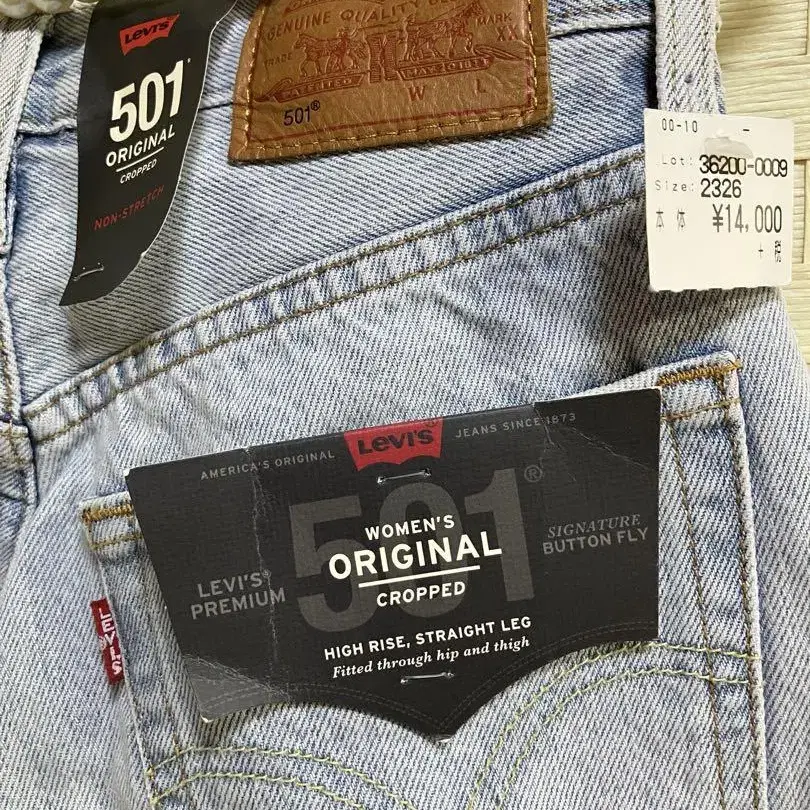 Levi's
501®
ORIGINAL
CROPPED
NON-STRETCH
GENUINE QUALITY
TRADE
MARK
XX
W L
501®
00-10 -
Lot: 36200-0009
Size: 2326
本体 ¥14,000
+
AMERICA'S ORIGINAL
Levi's
JEANS SINCE 1873
501®
WOMEN'S
ORIGINAL
CROPPED
LEVI'S®
PREMIUM
SIGNATURE
BUTTON FLY
HIGH RISE, STRAIGHT LEG
Fitted through hip and thigh
LEVI'S